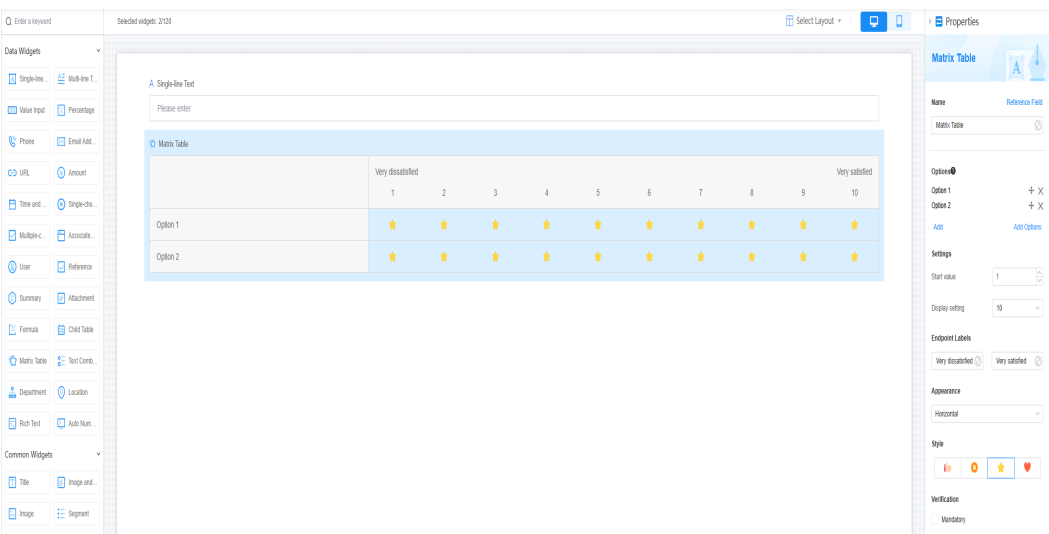 Enter a keyword
Selected widgets: 2/120
Select Layout
Properties
Data Widgets
Single-line...
Multi-line T...
Value Input
Percentage
Phone
Email Add...
URL
Amount
Time and ...
Single-cho...
Multiple-c...
Associate...
User
Reference
Summary
Attachment
Formula
Child Table
Matrix Table
Text Comb...
Department
Location
Rich Text
Auto Num...
Common Widgets
Title
Image and...
Image
Segment
A Single-line Text
Please enter
Matrix Table
Very dissatisfied
Very satisfied
1 2 3 4 5 6 7 8 9 10
Option 1
Option 2
Matrix Table
A
Name
Reference Field
Matrix Table
Options
Option 1
Option 2
Add
Add Options
Settings
Start value
1
Display setting
10
Endpoint Labels
Very dissatisfied
Very satisfied
Appearance
Horizontal
Style
Verification
Mandatory